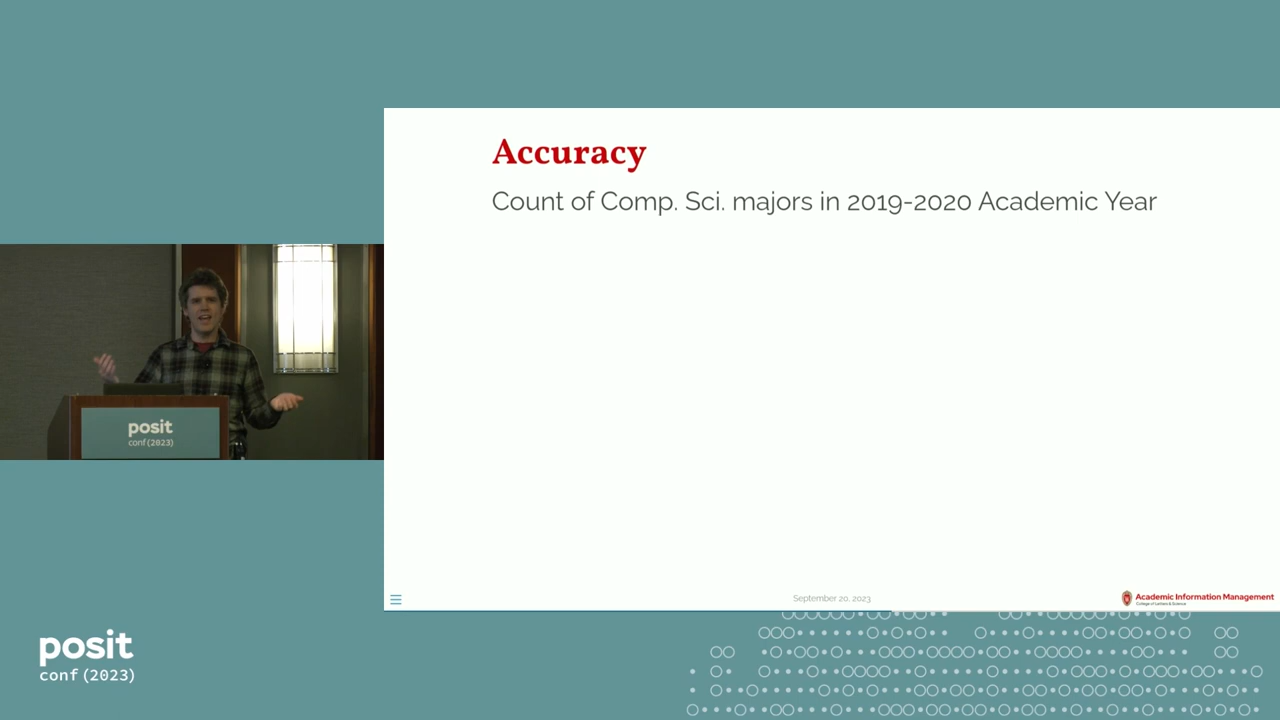 Accuracy
Count of Comp. Sci. majors in 2019-2020 Academic Year
posit
conf(2023)
September 20, 2023
Academic Information Management
College of Letters & Science
posit
conf(2023)